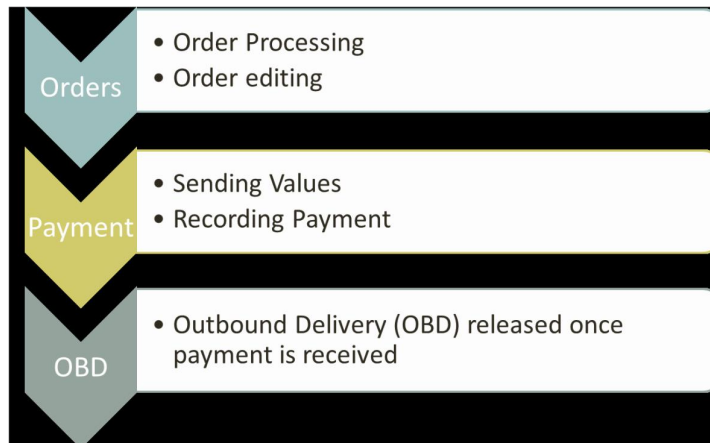 Orders
• Order Processing
• Order editing
Payment
• Sending Values
• Recording Payment
OBD
• Outbound Delivery (OBD) released once
payment is received